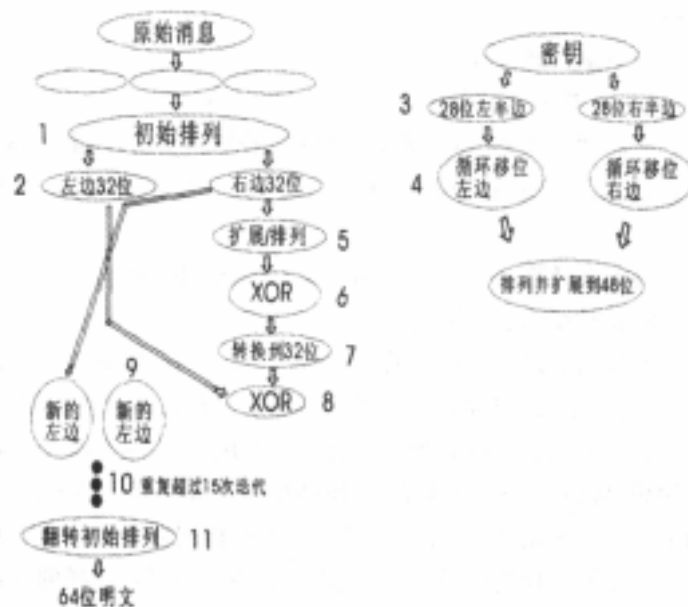 原始消息
1 初始排列
2 左边32位
右边32位
扩展/排列 5
XOR 6
转换到32位 7
XOR 8
9
新的
左边
新的
左边
10 重复超过15次迭代
翻转初始排列 11
64位明文
密钥
3 28位左半边
28位右半边
4 循环移位
左边
循环移位
右边
排列并扩展到48位